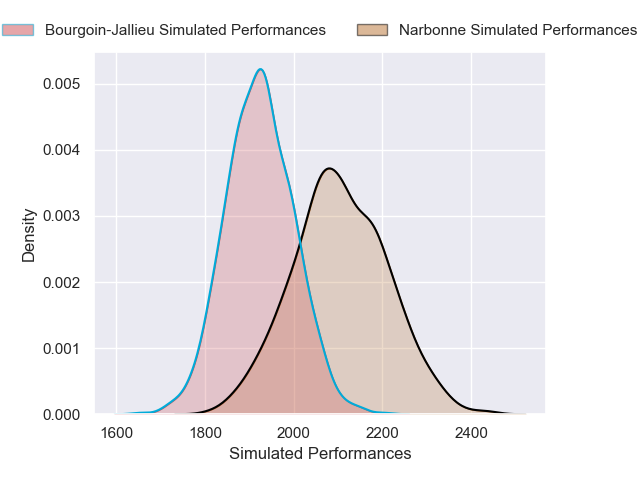 Bourgoin-Jallieu Simulated Performances Narbonne Simulated Performances
0.005
0.004
0.003
0.002
0.001
0.000
Density
1600 1800 2000 2200 2400
Simulated Performances